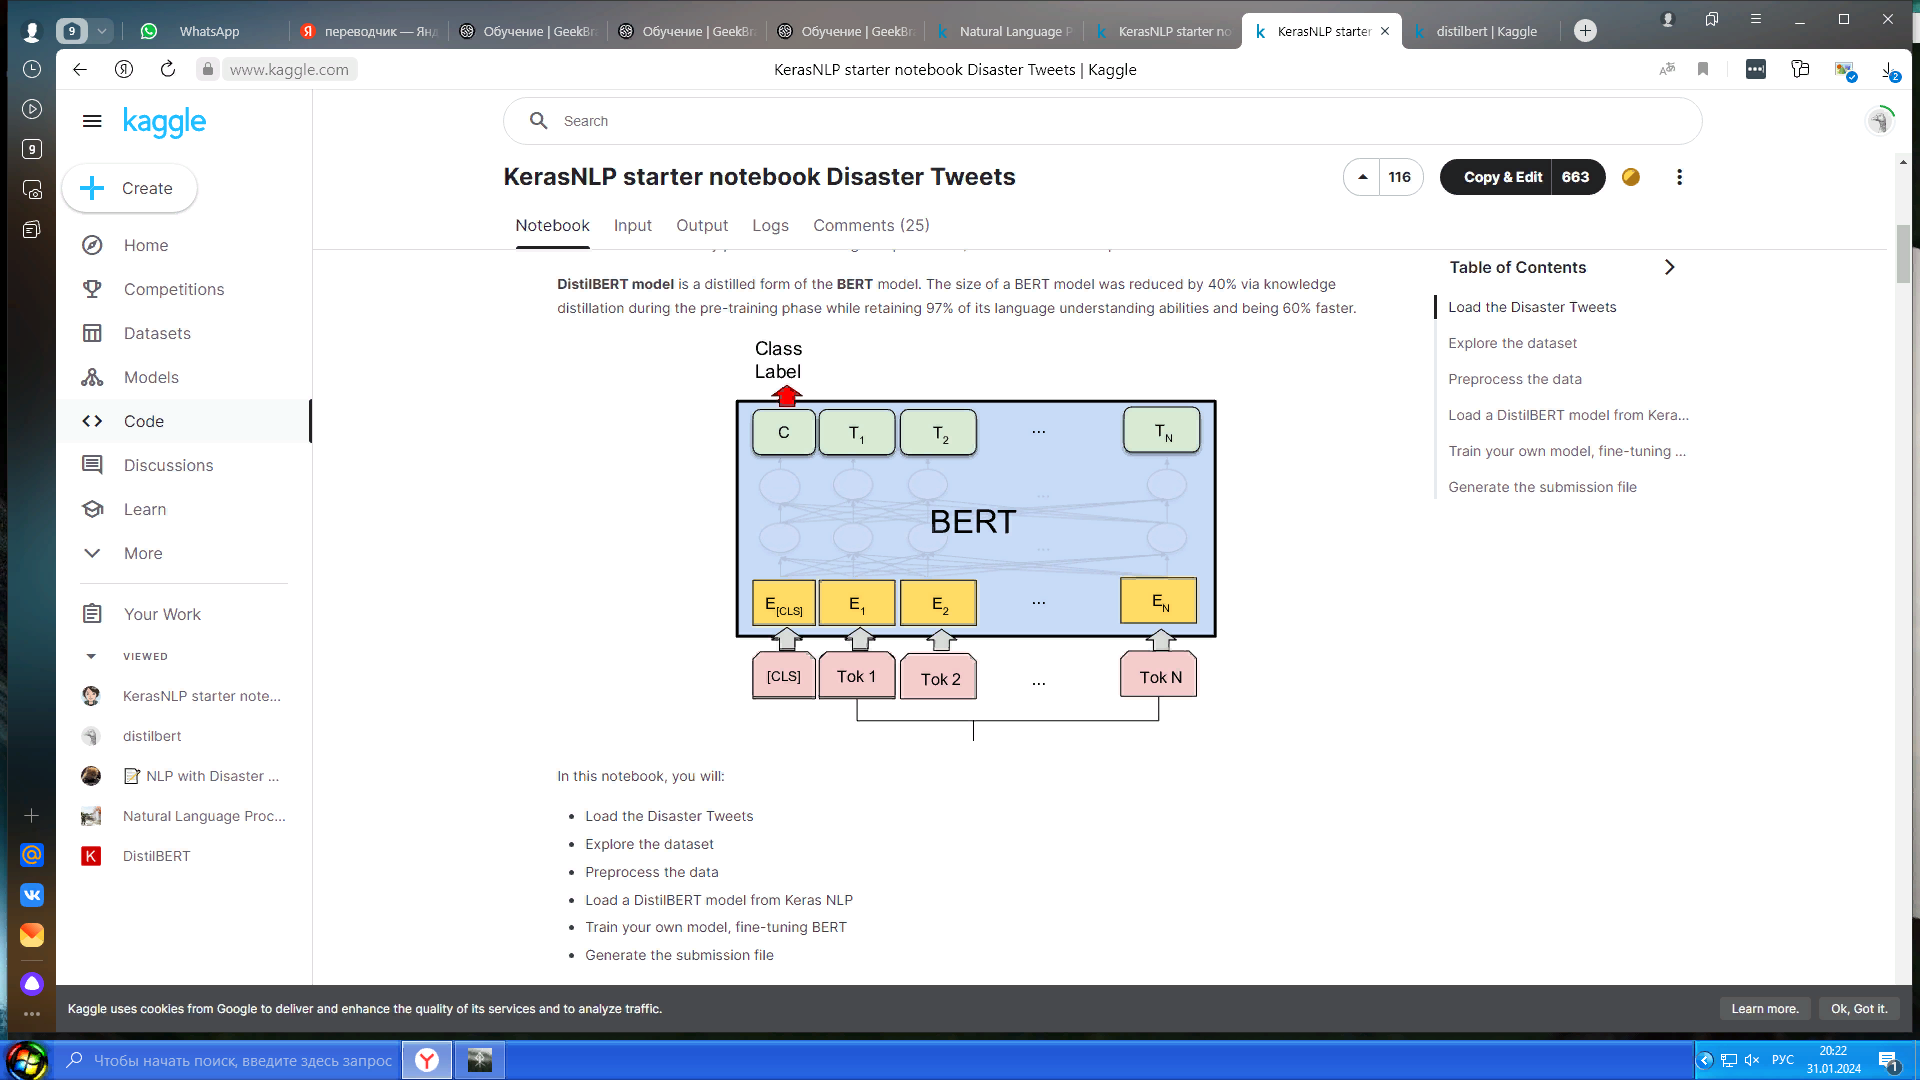 9
WhatsApp
переводчик — Янд
Обучение | GeekBr
Обучение | GeekBra
Обучение | GeekBr
Natural Language P
KerasNLP starter no
KerasNLP starter
distilbert | Kaggle
www.kaggle.com
KerasNLP starter notebook Disaster Tweets | Kaggle
2
9
kaggle
Search
Create
KerasNLP starter notebook Disaster Tweets
116
Copy & Edit 663
Notebook Input Output Logs Comments (25)
Home
Competitions
Datasets
Models
Code
Discussions
Learn
More
Your Work
VIEWED
KerasNLP starter note...
distilbert
NLP with Disaster ...
Natural Language Proc...
K DistilBERT
DistilBERT model is a distilled form of the BERT model. The size of a BERT model was reduced by 40% via knowledge
distillation during the pre-training phase while retaining 97% of its language understanding abilities and being 60% faster.
Class
Label
C T1 T2 ... TN
BERT
E[CLS] E1 E2 ... EN
[CLS] Tok 1 Tok 2 ... Tok N
In this notebook, you will:
• Load the Disaster Tweets
• Explore the dataset
• Preprocess the data
• Load a DistilBERT model from Keras NLP
• Train your own model, fine-tuning BERT
• Generate the submission file
Table of Contents
Load the Disaster Tweets
Explore the dataset
Preprocess the data
Load a DistilBERT model from Kera...
Train your own model, fine-tuning ...
Generate the submission file
Kaggle uses cookies from Google to deliver and enhance the quality of its services and to analyze traffic.
Learn more.
Ok, Got it.
Чтобы начать поиск, введите здесь запрос
РУС
20:22
31.01.2024
1